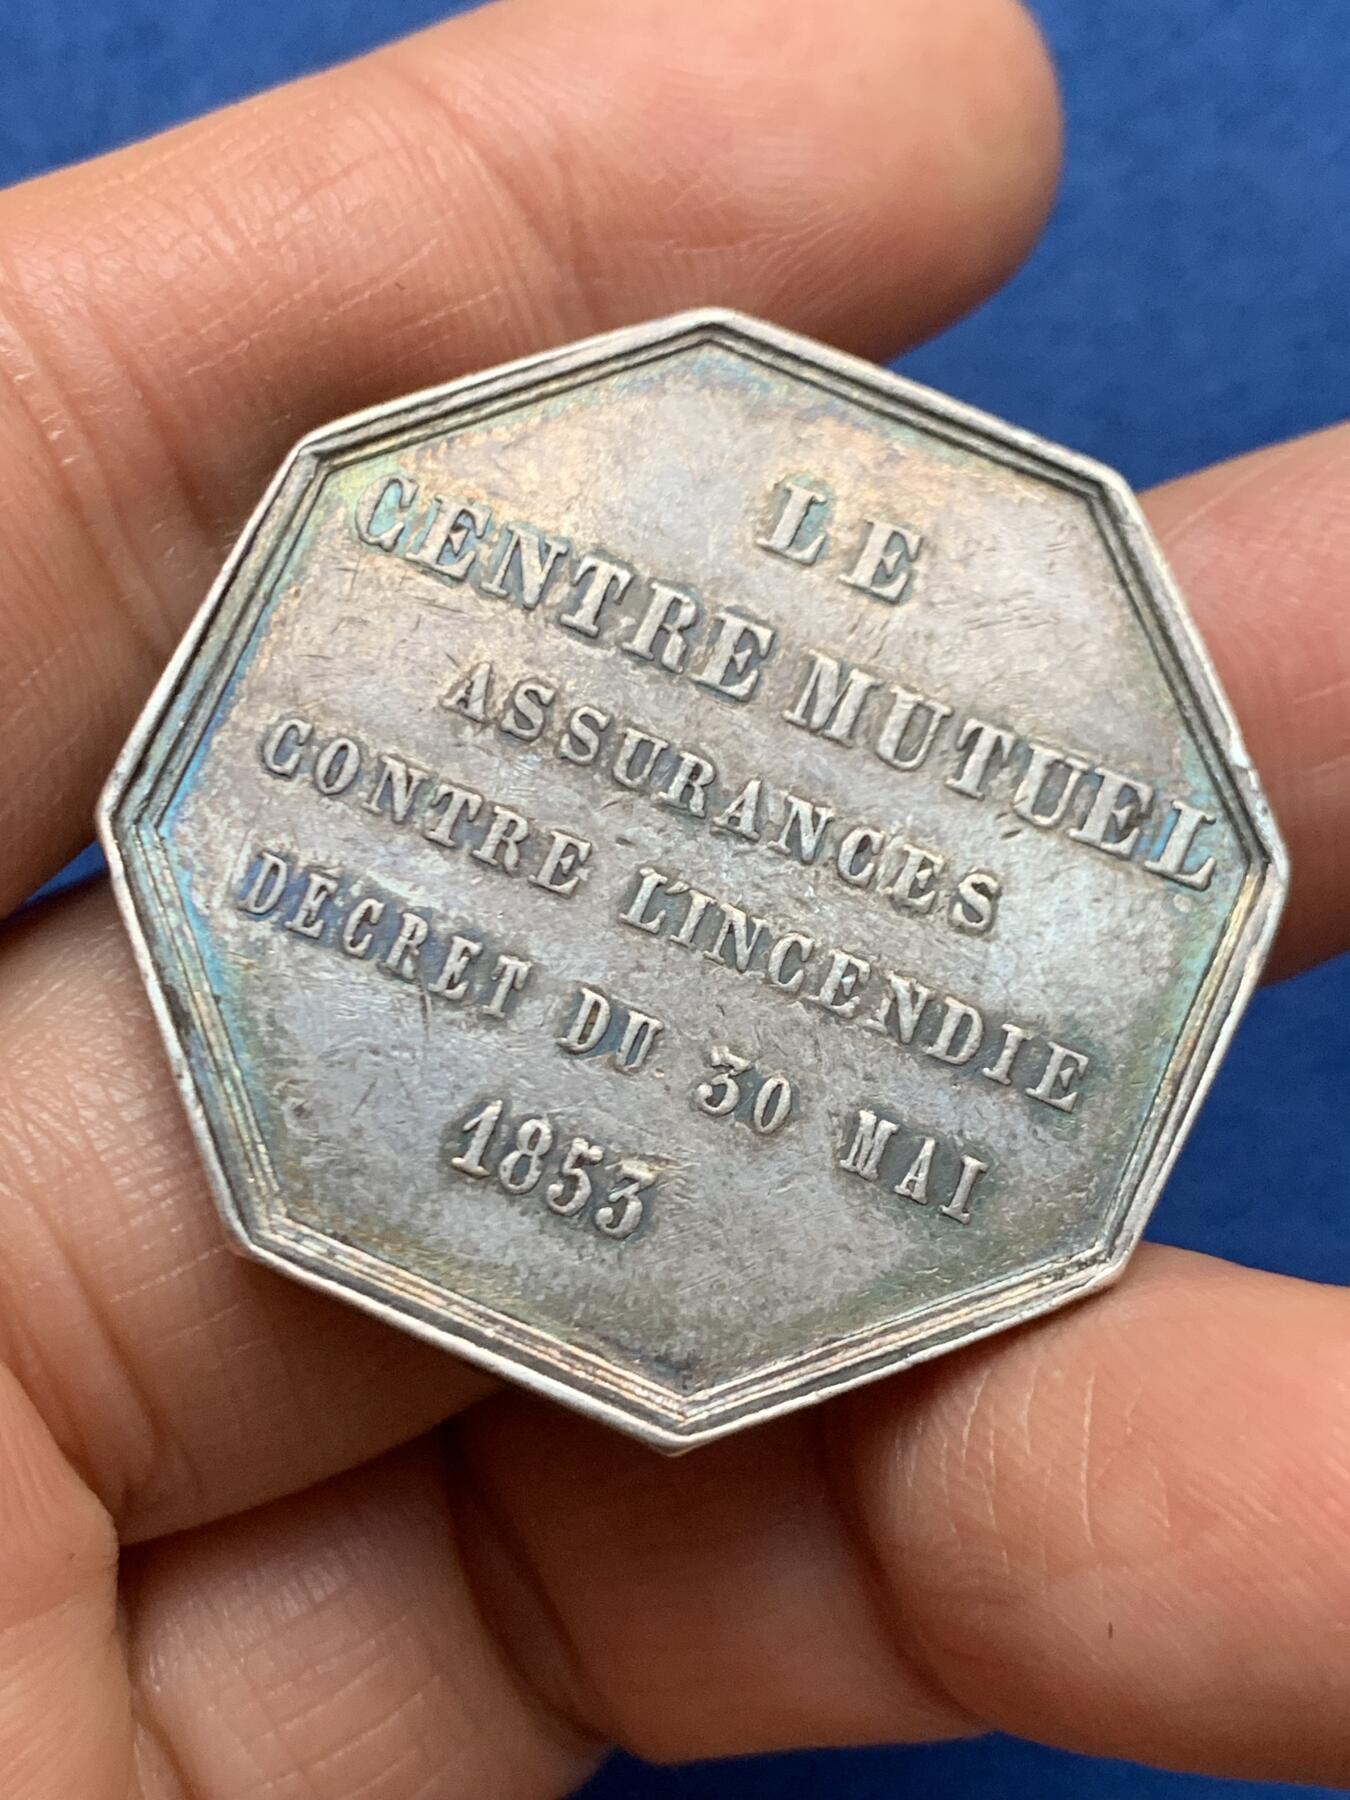 LE
CENTRE MUTUEL
ASSURANCES
CONTRE L'INCENDIE
DÉCRET DU 30 MAI
1853